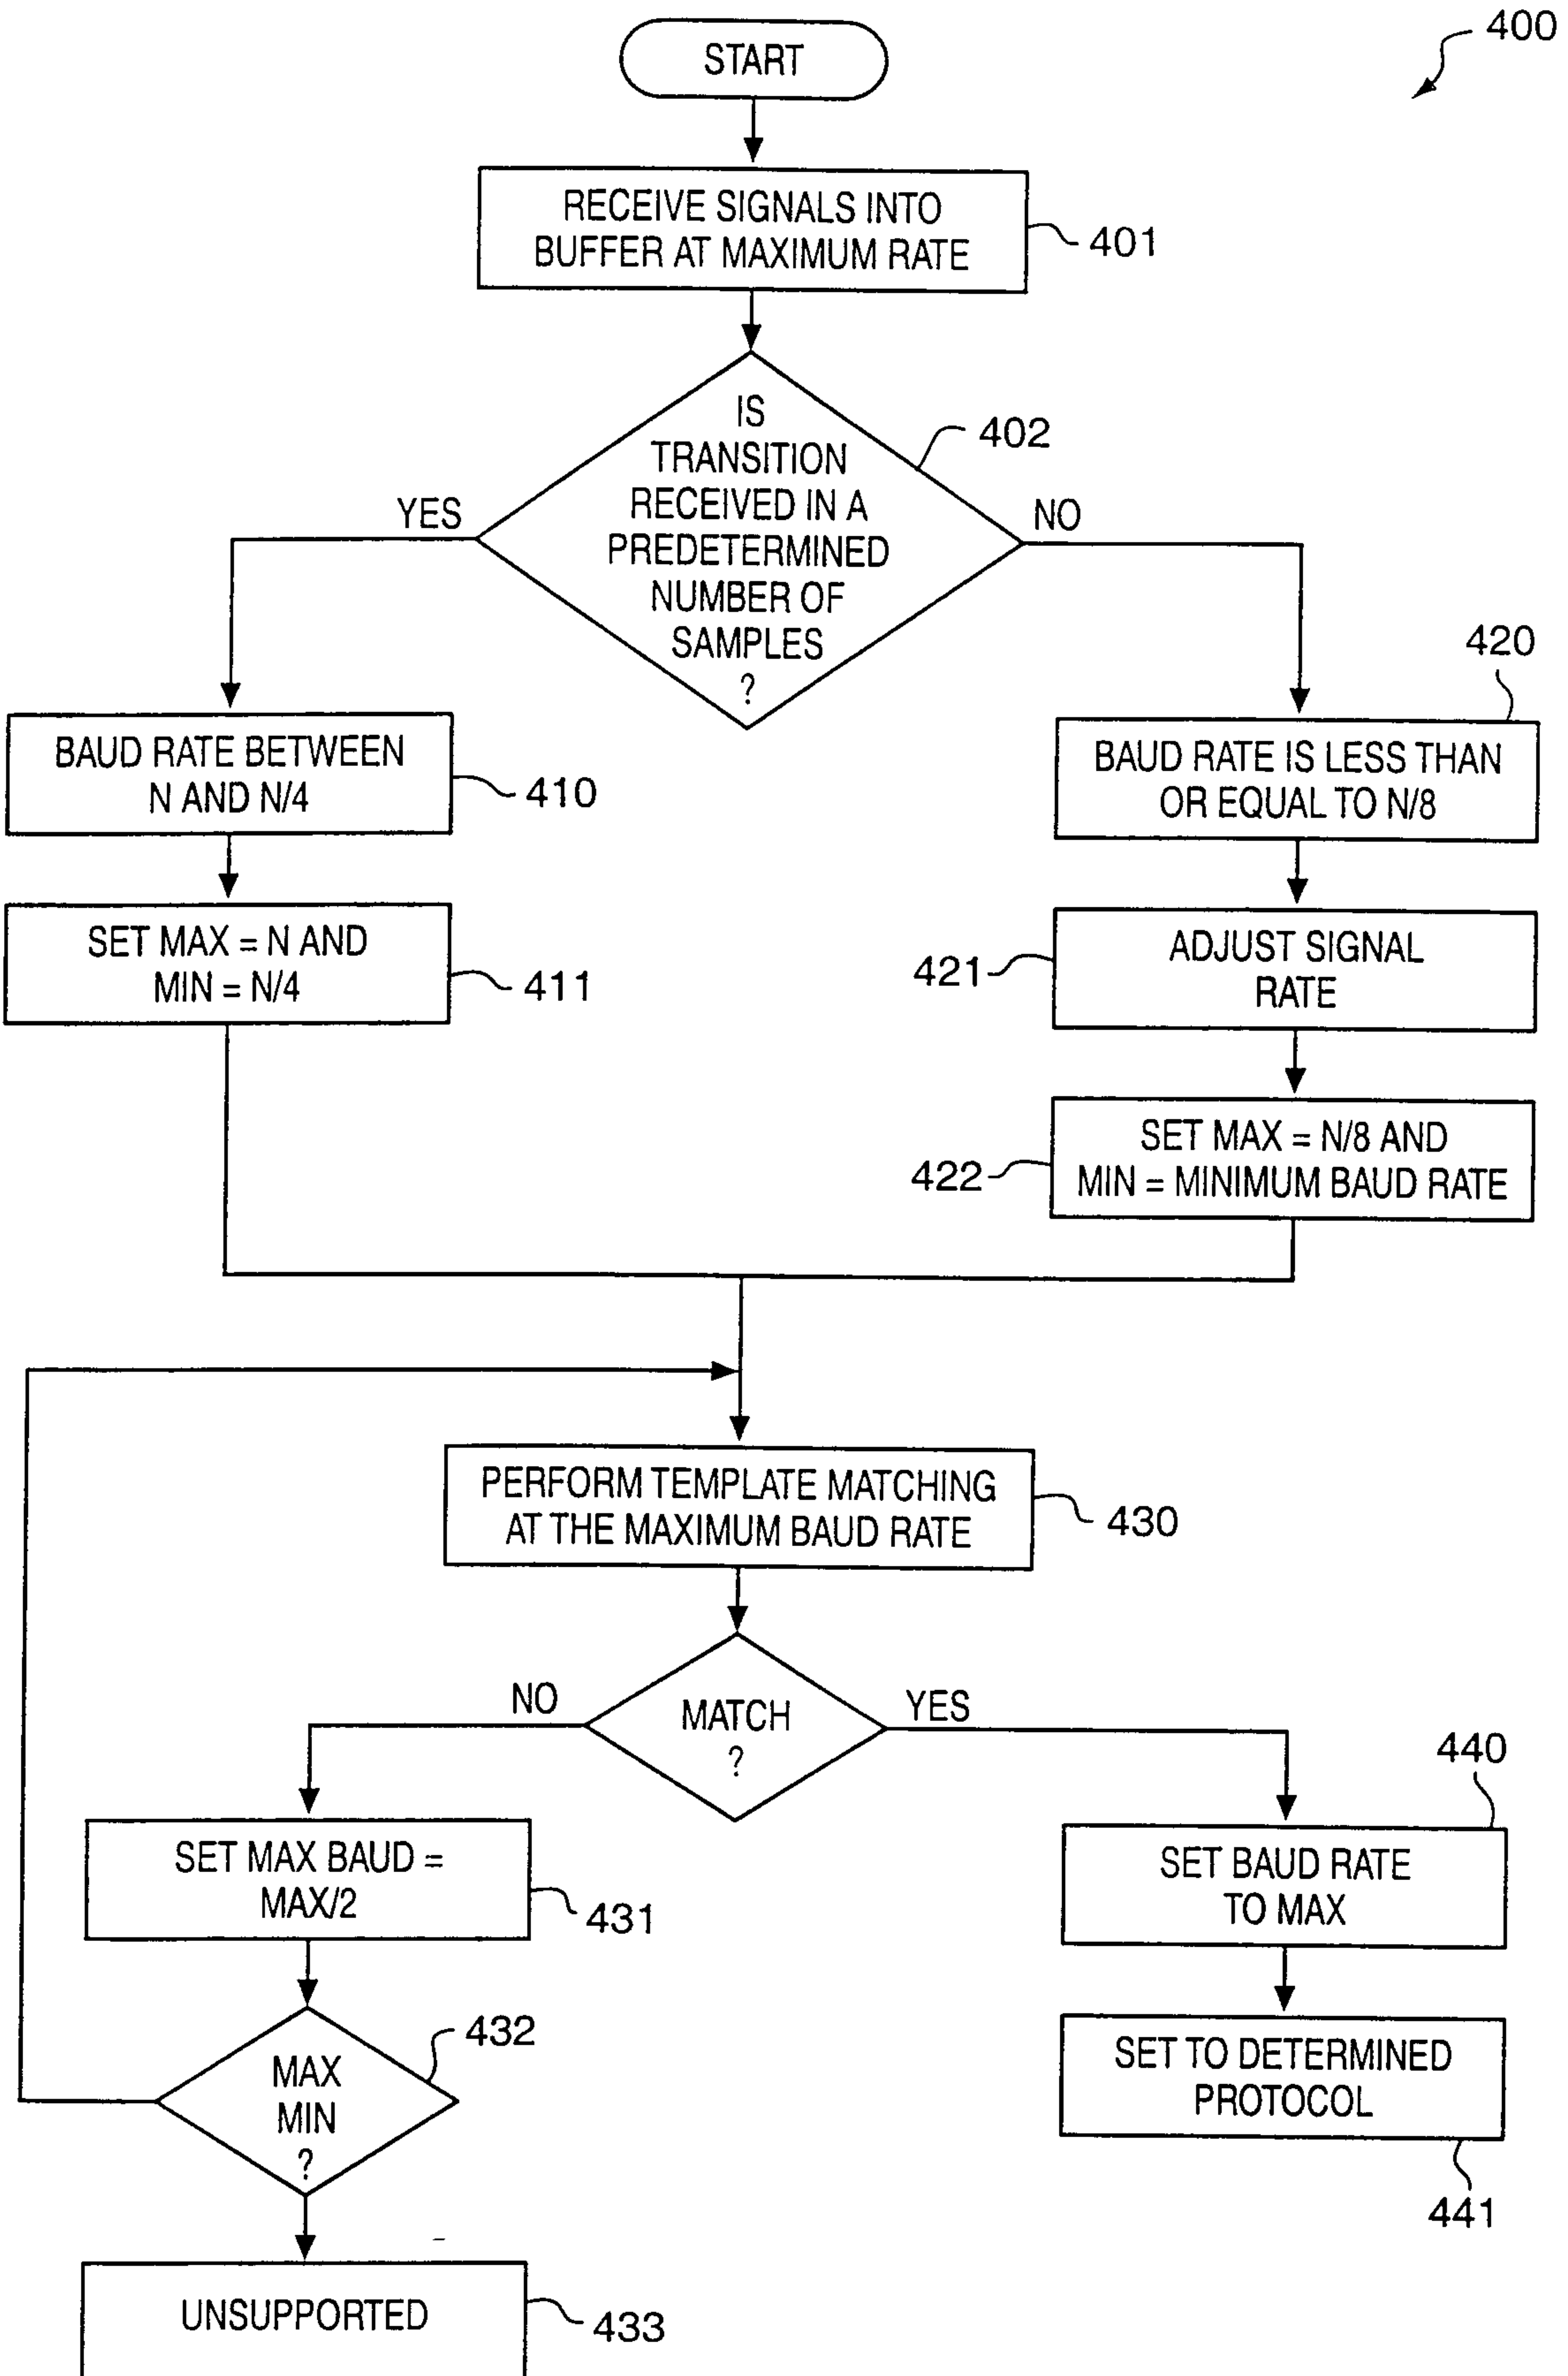 400
START
RECEIVE SIGNALS INTO
BUFFER AT MAXIMUM RATE
401
IS
TRANSITION
RECEIVED IN A
PREDETERMINED
NUMBER OF
SAMPLES
?
402
YES
NO
BAUD RATE BETWEEN
N AND N/4
410
420
BAUD RATE IS LESS THAN
OR EQUAL TO N/8
SET MAX = N AND
MIN = N/4
411
ADJUST SIGNAL
RATE
421
SET MAX = N/8 AND
MIN = MINIMUM BAUD RATE
422
PERFORM TEMPLATE MATCHING
AT THE MAXIMUM BAUD RATE
430
MATCH
?
NO
YES
SET MAX BAUD =
MAX/2
431
440
SET BAUD RATE
TO MAX
MAX
MIN
?
432
SET TO DETERMINED
PROTOCOL
441
UNSUPPORTED
433